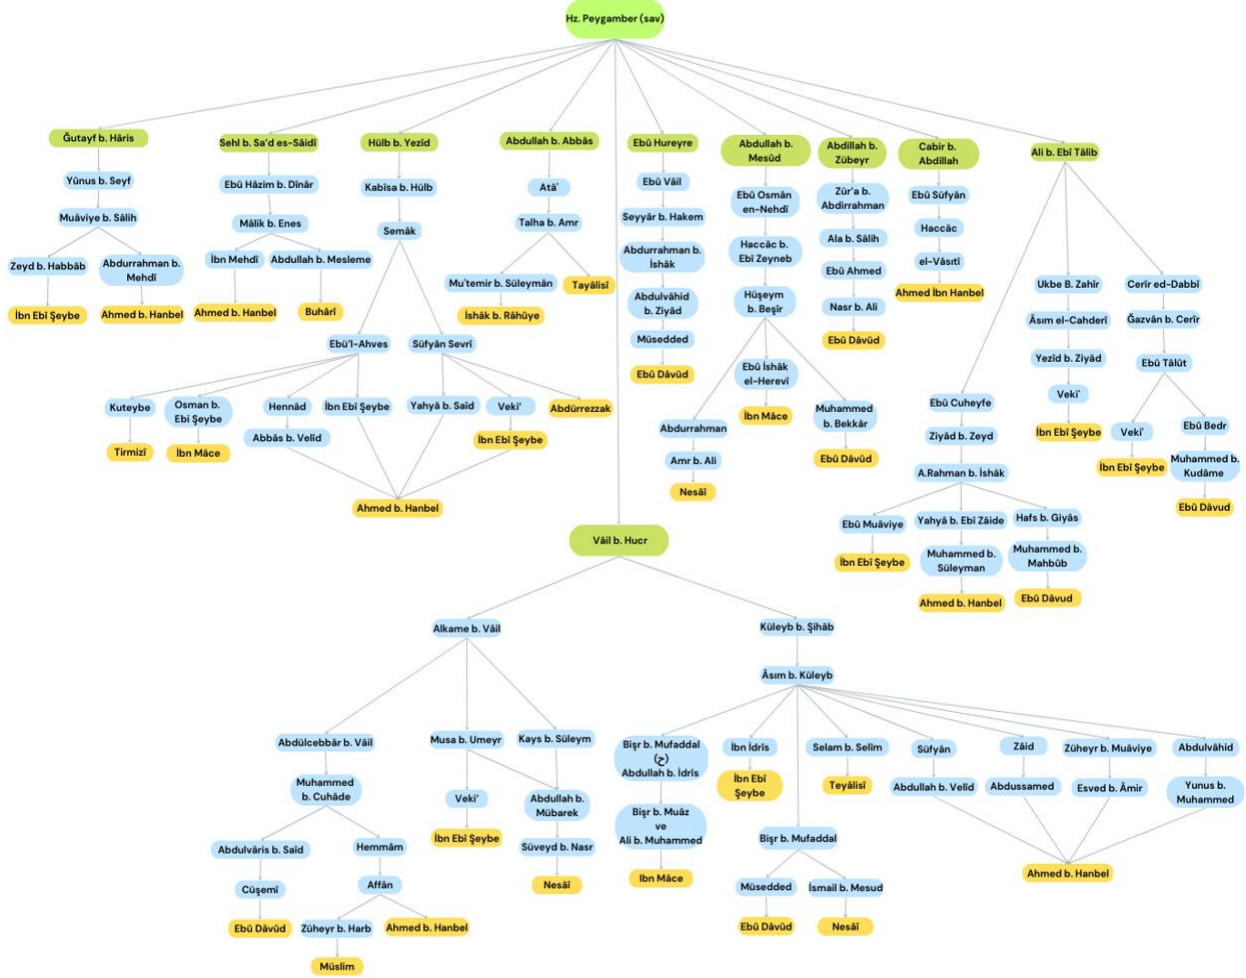 Hz. Peygamber (sav)
Ğutayf b. Hâris
Yûnus b. Seyf
Muâviye b. Sâlih
Zeyd b. Habbâb
İbn Ebî Şeybe
Abdurrahman b.
Mehdî
Ahmed b. Hanbel
Sehl b. Sa'd es-Sâidî
Ebû Hâzim b. Dînâr
Mâlik b. Enes
İbn Mehdî
Ahmed b. Hanbel
Abdullah b. Mesleme
Buhârî
Hülb b. Yezîd
Kabîsa b. Hülb
Semâk
Ebü'l-Ahves
Kuteybe
Tirmizî
Osman b.
Ebi Şeybe
İbn Mâce
Hennâd
Abbâs b. Velîd
İbn Ebî Şeybe
Süfyân Sevrî
Yahyâ b. Saîd
Veki'
İbn Ebî Şeybe
Abdürrezzak
Ahmed b. Hanbel
Abdullah b. Abbâs
Atâ'
Talha b. Amr
Mu'temir b. Süleymân
İshâk b. Râhûye
Tayâlisî
Ebû Hureyre
Ebû Vâil
Seyyâr b. Hakem
Abdurrahman b.
İshâk
Abdulvâhid
b. Ziyâd
Müsedded
Ebû Dâvûd
Abdullah b.
Mesûd
Ebû Osmân
en-Nehdî
Haccâc b.
Ebî Zeyneb
Hüşeym
b. Beşîr
Abdurrahman
Amr b. Ali
Nesâî
Ebû İshâk
el-Herevî
İbn Mâce
Muhammed
b. Bekkâr
Ebû Dâvûd
Abdillah b.
Zübeyr
Zür'a b.
Abdirrahman
Ala b. Sâlih
Ebû Ahmed
Nasr b. Ali
Ebû Dâvûd
Cabir b.
Abdillah
Ebû Süfyân
Haccâc
el-Vâsıtî
Ahmed İbn Hanbel
Ali b. Ebî Tâlib
Ebû Cuheyfe
Ziyâd b. Zeyd
A.Rahman b. İshâk
Ebû Muâviye
İbn Ebî Şeybe
Yahyâ b. Ebî Zâide
Muhammed b.
Süleyman
Ahmed b. Hanbel
Hafs b. Giyâs
Muhammed b.
Mahbûb
Ebû Dâvud
Ukbe B. Zahîr
Âsım el-Cahderî
Yezîd b. Ziyâd
Veki'
İbn Ebî Şeybe
Cerîr ed-Dabbî
Ğazvân b. Cerîr
Ebû Tâlût
Veki'
İbn Ebî Şeybe
Ebû Bedr
Muhammed b.
Kudâme
Ebû Dâvud
Vâil b. Hucr
Alkame b. Vâil
Abdülcebbâr b. Vâil
Muhammed
b. Cuhâde
Abdulvâris b. Saîd
Cüşemî
Ebû Dâvûd
Hemmâm
Affân
Züheyr b. Harb
Müslim
Ahmed b. Hanbel
Musa b. Umeyr
Veki'
İbn Ebî Şeybe
Kays b. Süleym
Abdullah b.
Mübarek
Süveyd b. Nasr
Nesâî
Küleyb b. Şihâb
Âsım b. Küleyb
Bişr b. Mufaddal
(ح)
Abdullah b. İdrîs
Bişr b. Muâz
ve
Ali b. Muhammed
Ibn Mâce
İbn İdrîs
İbn Ebî
Şeybe
Bişr b. Mufaddal
Müsedded
Ebû Dâvûd
İsmail b. Mesud
Nesâî
Selam b. Selîm
Teyâlisî
Süfyân
Abdullah b. Velîd
Zâid
Abdussamed
Züheyr b. Muâviye
Esved b. Âmir
Abdulvâhid
Yunus b.
Muhammed
Ahmed b. Hanbel